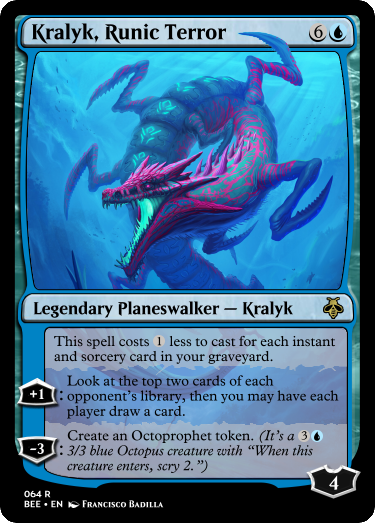 Kralyk, Runic Terror 6
Legendary Planeswalker — Kralyk
This spell costs 1 less to cast for each instant
and sorcery card in your graveyard.
+1: Look at the top two cards of each
opponent's library, then you may have each
player draw a card.
-3: Create an Octoprophet token. (It's a 3
3/3 blue Octopus creature with "When this
creature enters, scry 2.")
4
064 R
BEE • EN Francisco Badilla